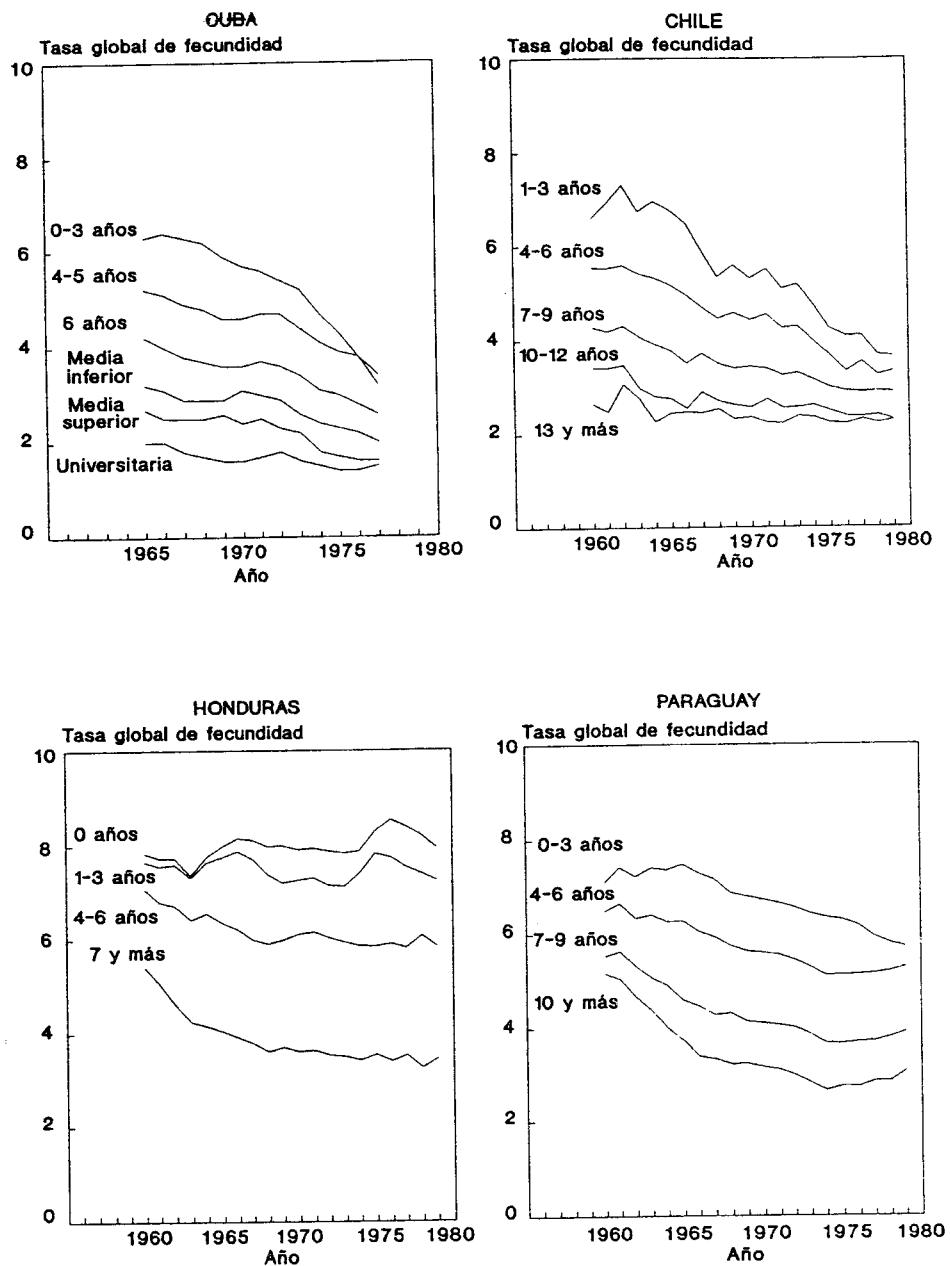 CUBA
Tasa global de fecundidad
10
8
6
4
2
0
0-3 años
4-5 años
6 años
Media
inferior
Media
superior
Universitaria
1965 1970 1975 1980
Año
CHILE
Tasa global de fecundidad
10
8
6
4
2
0
1-3 años
4-6 años
7-9 años
10-12 años
13 y más
1960 1965 1970 1975 1980
Año
HONDURAS
Tasa global de fecundidad
10
8
6
4
2
0
0 años
1-3 años
4-6 años
7 y más
1960 1965 1970 1975 1980
Año
PARAGUAY
Tasa global de fecundidad
10
8
6
4
2
0
0-3 años
4-6 años
7-9 años
10 y más
1960 1965 1970 1975 1980
Año